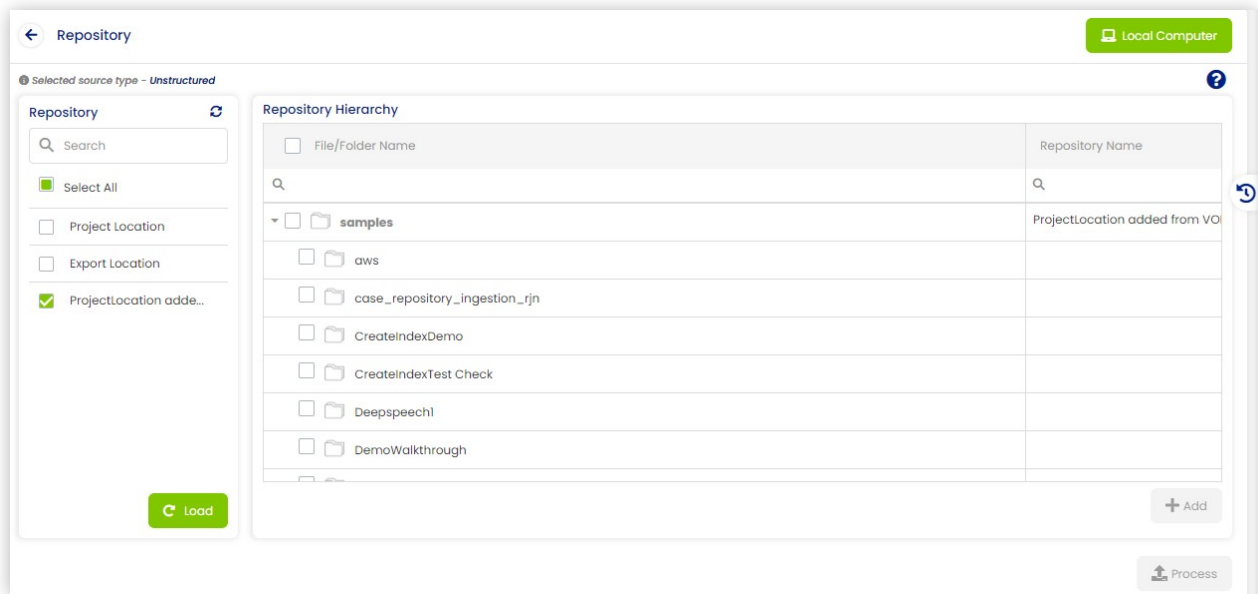 Repository
Local Computer
Selected source type - Unstructured
Repository
Search
Select All
Project Location
Export Location
ProjectLocation adde...
Load
Repository Hierarchy
File/Folder Name
Repository Name
samples
ProjectLocation added from VO
aws
case_repository_ingestion_rjn
CreateIndexDemo
CreateIndexTest Check
Deepspeech1
DemoWalkthrough
Add
Process